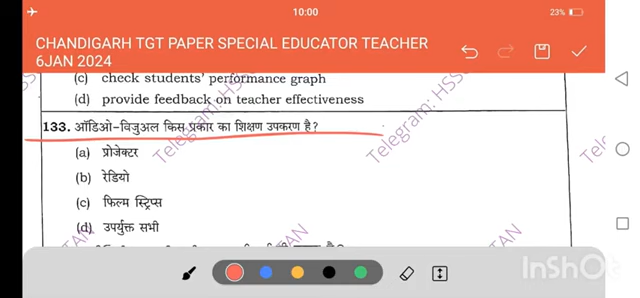 10:00
23%
CHANDIGARH TGT PAPER SPECIAL EDUCATOR TEACHER
6JAN 2024
(c) check students' performance graph
(d) provide feedback on teacher effectiveness
133. ऑडिओ-विजुअल किस प्रकार का शिक्षण उपकरण है?
(a) प्रोजेक्टर
(b) रेडियो
(c) फिल्म स्ट्रिप्स
(d) उपर्युक्त सभी
Telegram:
Telegram: HSS
InShOt